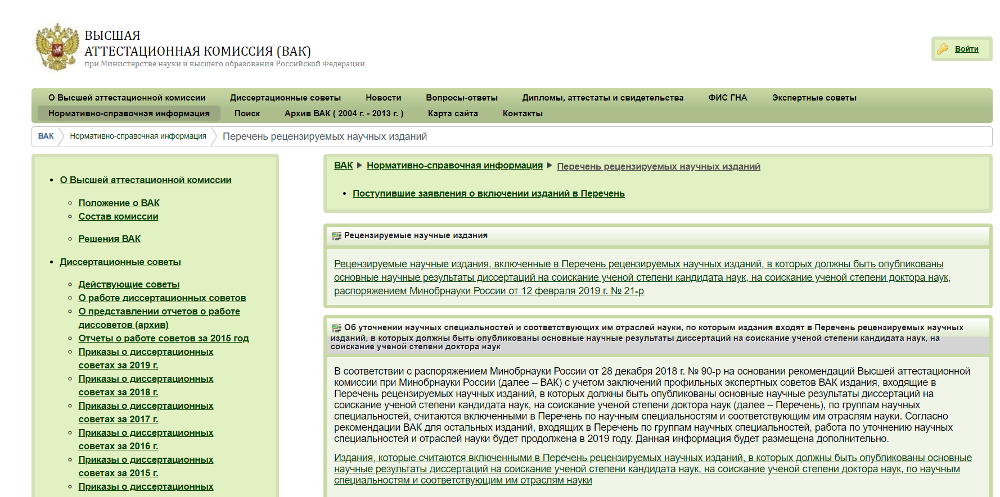 ВЫСШАЯ
АТТЕСТАЦИОННАЯ КОМИССИЯ (ВАК)
при Министерстве науки и высшего образования Российской Федерации
Войти
О Высшей аттестационной комиссии Диссертационные советы Новости Вопросы-ответы Дипломы, аттестаты и свидетельства ФИС ГНА Экспертные советы
Нормативно-справочная информация Поиск Архив ВАК ( 2004 г. - 2013 г. ) Карта сайта Контакты
ВАК Нормативно-справочная информация Перечень рецензируемых научных изданий
О Высшей аттестационной комиссии
Положение о ВАК
Состав комиссии
Решения ВАК
Диссертационные советы
Действующие советы
О работе диссертационных советов
О представлении отчетов о работе
диссоветов (архив)
Отчеты о работе советов за 2015 год
Приказы о диссертационных
советах за 2019 г.
Приказы о диссертационных
советах за 2018 г.
Приказы о диссертационных
советах за 2017 г.
Приказы о диссертационных
советах за 2016 г.
Приказы о диссертационных
советах за 2015 г.
Приказы о диссертационных
ВАК Нормативно-справочная информация Перечень рецензируемых научных изданий
Поступившие заявления о включении изданий в Перечень
Рецензируемые научные издания
Рецензируемые научные издания, включенные в Перечень рецензируемых научных изданий, в которых должны быть опубликованы
основные научные результаты диссертаций на соискание ученой степени кандидата наук, на соискание ученой степени доктора наук,
распоряжением Минобрнауки России от 12 февраля 2019 г. № 21-р
Об уточнении научных специальностей и соответствующих им отраслей науки, по которым издания входят в Перечень рецензируемых научных
изданий, в которых должны быть опубликованы основные научные результаты диссертаций на соискание ученой степени кандидата наук, на
соискание ученой степени доктора наук
В соответствии с распоряжением Минобрнауки России от 28 декабря 2018 г. № 90-р на основании рекомендаций Высшей аттестационной
комиссии при Минобрнауки России (далее – ВАК) с учетом заключений профильных экспертных советов ВАК издания, входящие в
Перечень рецензируемых научных изданий, в которых должны быть опубликованы основные научные результаты диссертаций на
соискание ученой степени кандидата наук, на соискание ученой степени доктора наук (далее – Перечень), по группам научных
специальностей, считаются включенными в Перечень по научным специальностям и соответствующим им отраслям науки. Согласно
рекомендации ВАК для остальных изданий, входящих в Перечень по группам научных специальностей, работа по уточнению научных
специальностей и отраслей науки будет продолжена в 2019 году. Данная информация будет размещена дополнительно.
Издания, которые считаются включенными в Перечень рецензируемых научных изданий, в которых должны быть опубликованы основные
научные результаты диссертаций на соискание ученой степени кандидата наук, на соискание ученой степени доктора наук, по научным
специальностям и соответствующим им отраслям науки